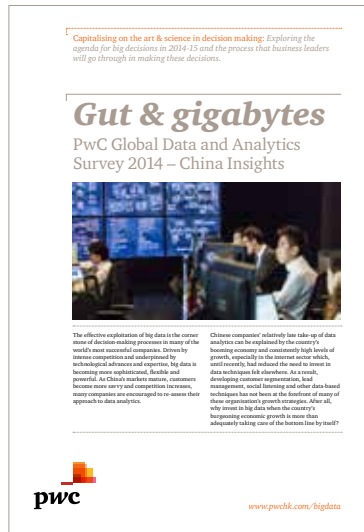 Capitalising on the art & science in decision making: Exploring the
agenda for big decisions in 2014-15 and the process that business leaders
will go through in making these decisions.
Gut & gigabytes
PwC Global Data and Analytics
Survey 2014 – China Insights
The effective exploitation of big data is the corner
stone of decision-making processes in many of the
world's most successful companies. Driven by
intense competition and underpinned by
technological advances and expertise, big data is
becoming more sophisticated, flexible and
powerful. As China's markets mature, customers
become more savvy and competition increases,
many companies are encouraged to re-assess their
approach to data analytics.
Chinese companies' relatively late take-up of data
analytics can be explained by the country's
booming economy and consistently high levels of
growth, especially in the internet sector which,
until recently, had reduced the need to invest in
data techniques felt elsewhere. As a result,
developing customer segmentation, lead
management, social listening and other data-based
techniques has not been at the forefront of many of
these organisation's growth strategies. After all,
why invest in big data when the country's
burgeoning economic growth is more than
adequately taking care of the bottom line by itself?
pwc
www.pwchk.com/bigdata